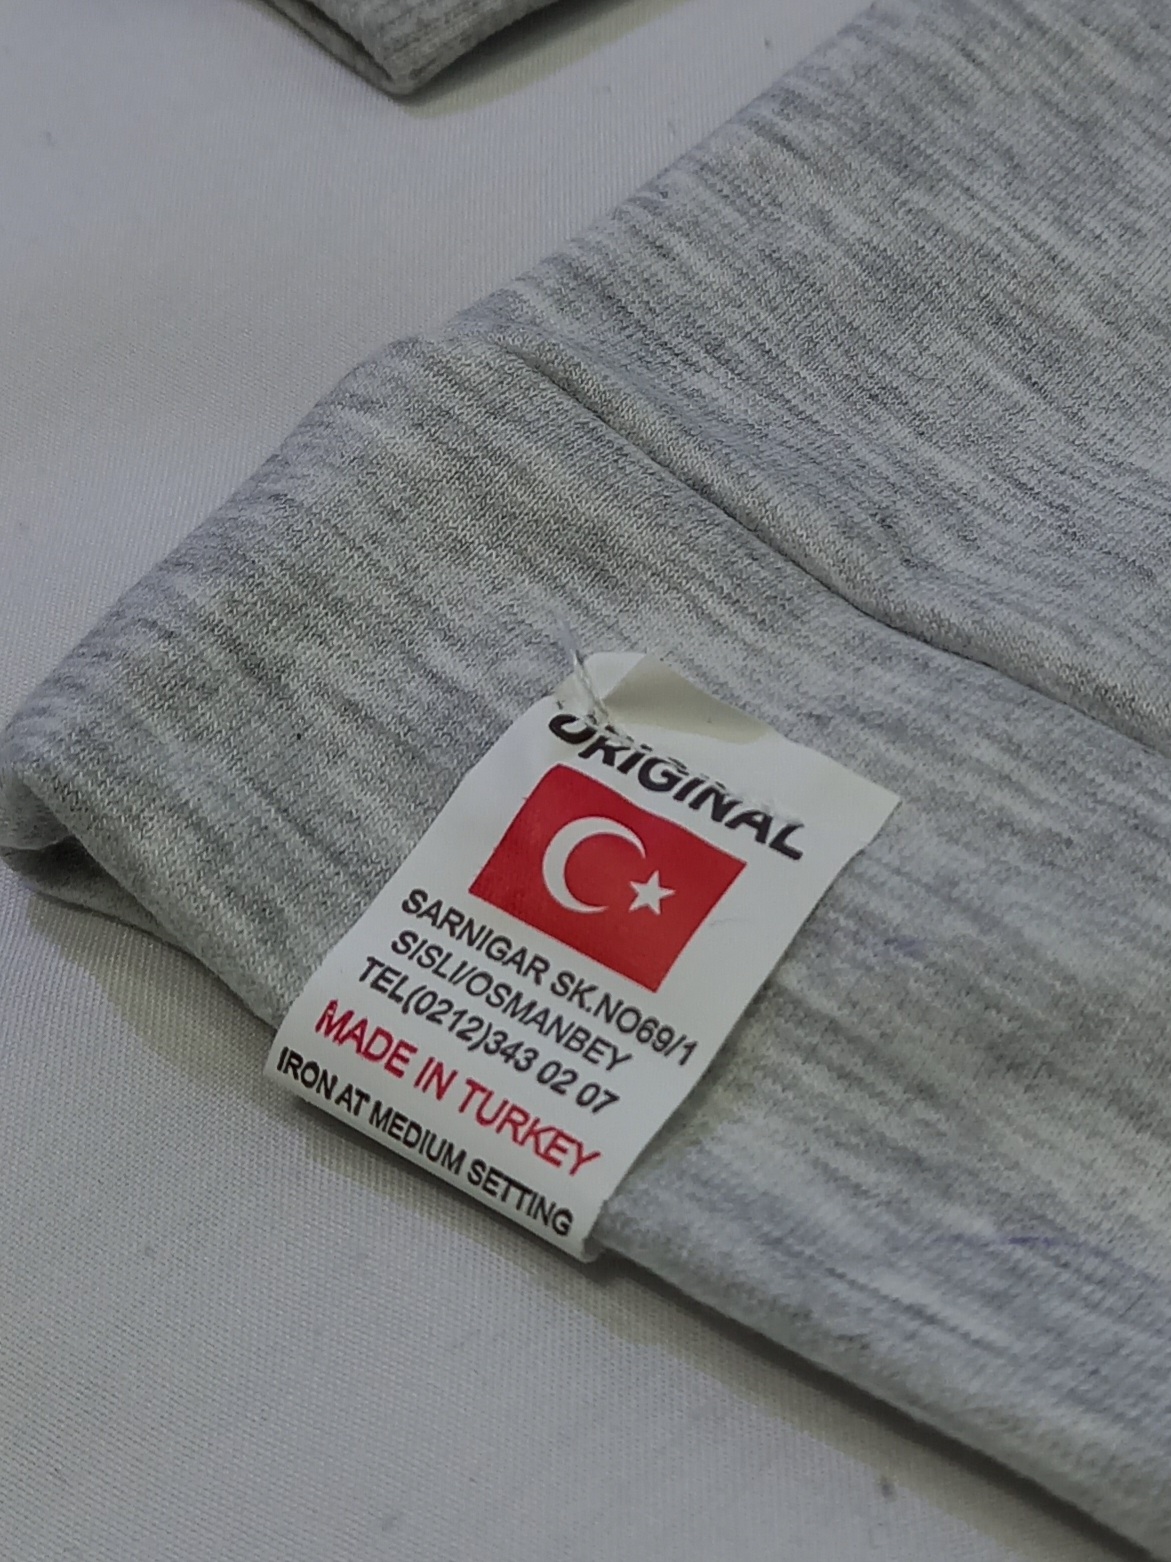 ORIGINAL
SARNIGAR SK.NO69/1
SISLI/OSMANBEY
TEL(0212)343 02 07
MADE IN TURKEY
IRON AT MEDIUM SETTING